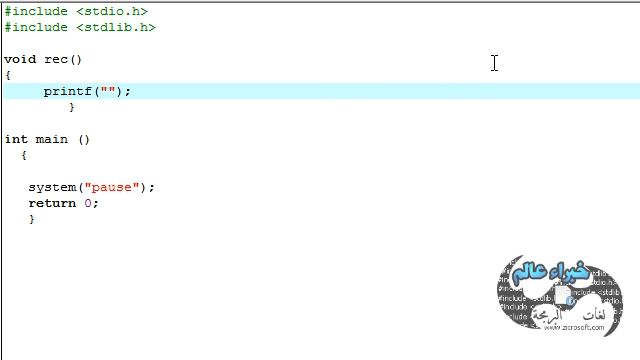 #include <stdio.h>
#include <stdlib.h>
void rec()
{
printf("");
}
int main ()
{
system("pause");
return 0;
}
خبراء عالم
لغات البرمجة
www.zicrosoft.com